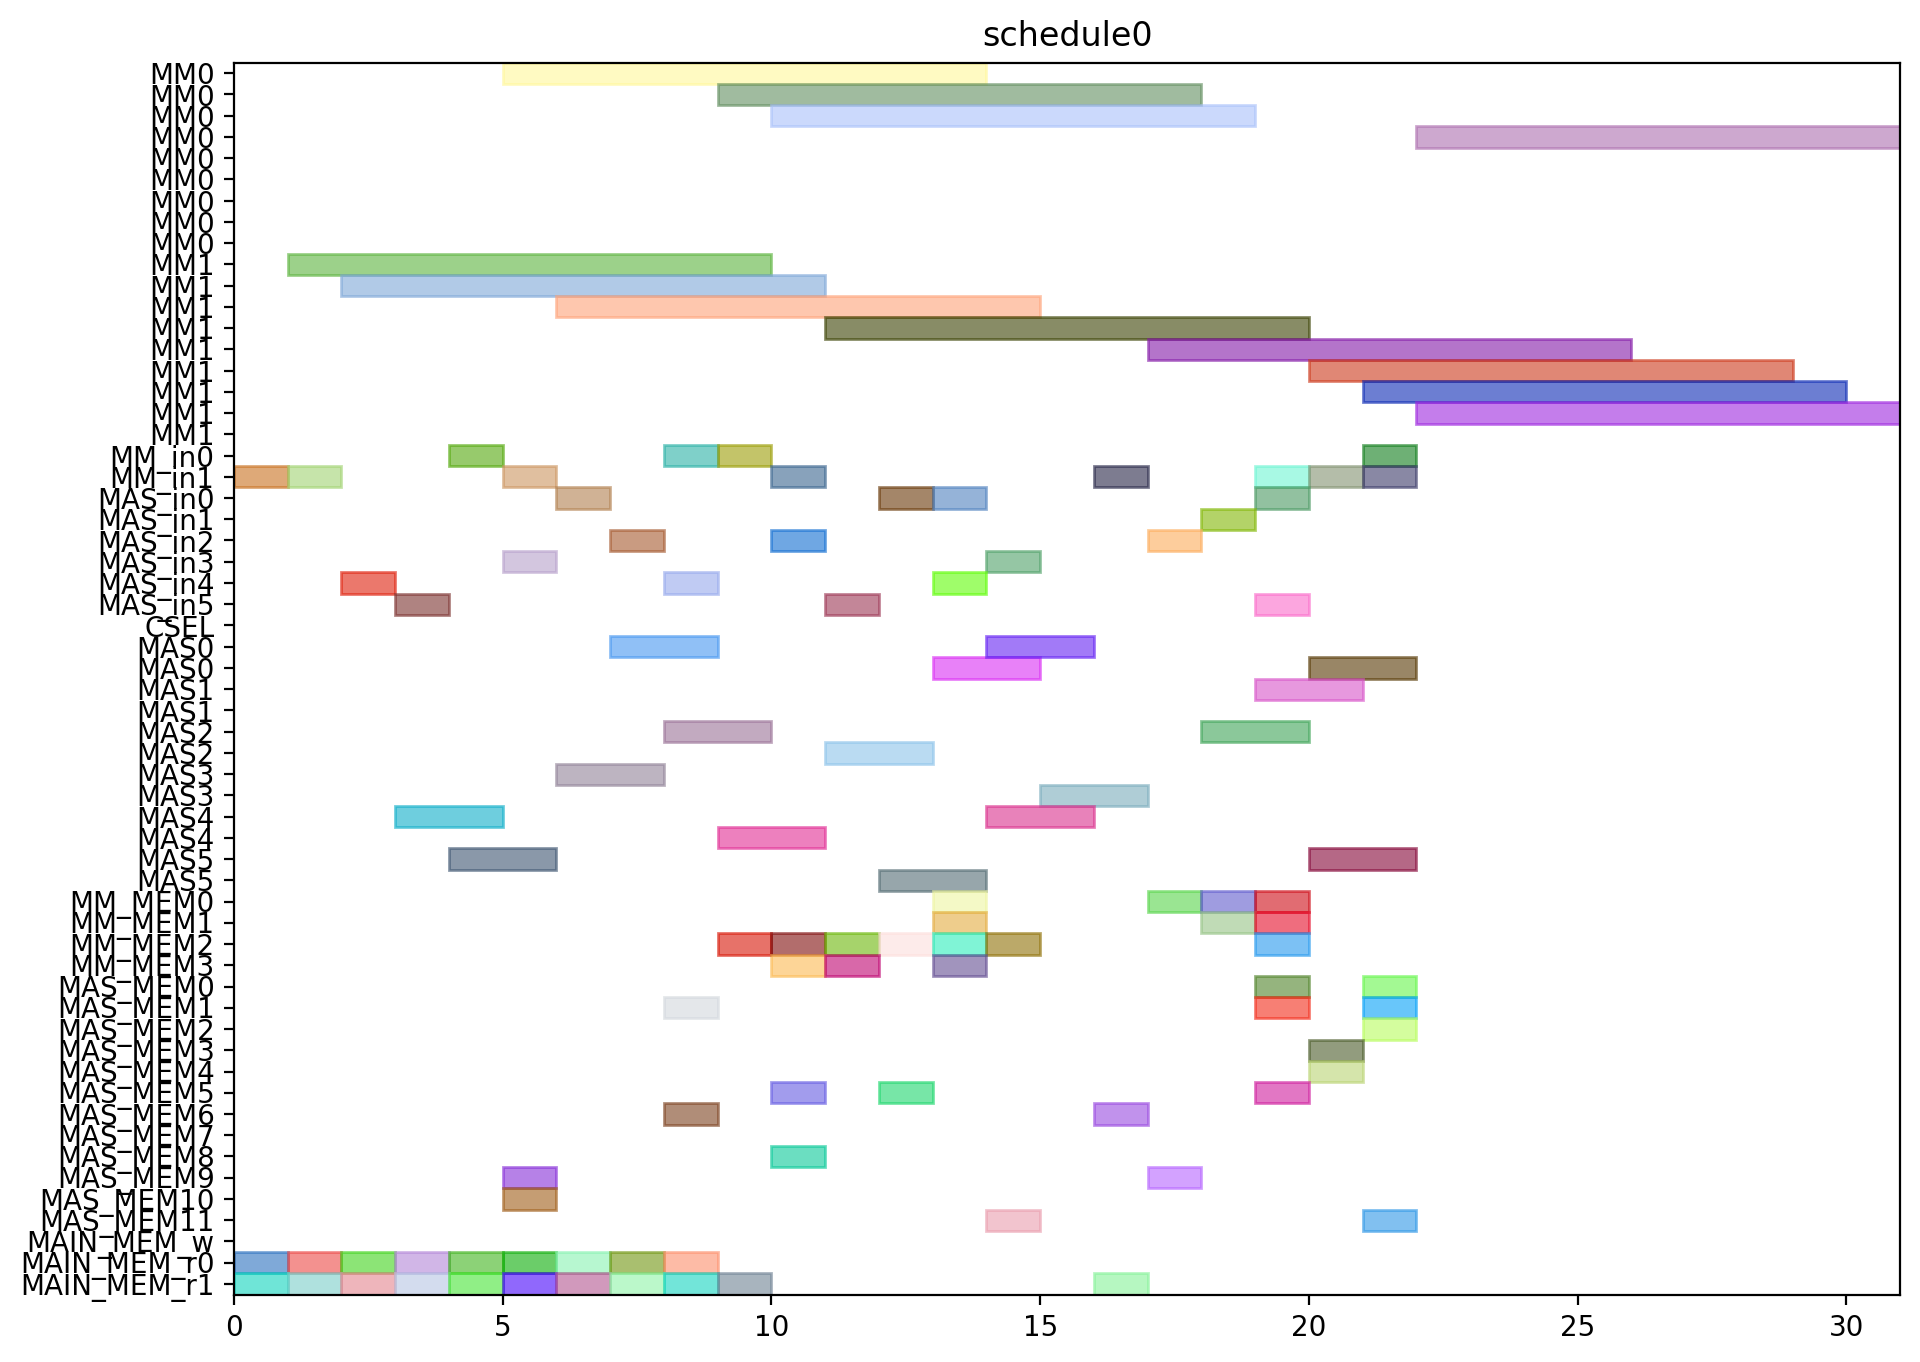 schedule0
MM0
MM0
MM0
MM0
MM0
MM0
MM0
MM0
MM0
MM1
MM1
MM1
MM1
MM1
MM1
MM1
MM1
MM1
MM_in0
MM_in1
MAS_in0
MAS_in1
MAS_in2
MAS_in3
MAS_in4
MAS_in5
CSEL
MAS0
MAS0
MAS1
MAS1
MAS2
MAS2
MAS3
MAS3
MAS4
MAS4
MAS5
MAS5
MM_MEM0
MM_MEM1
MM_MEM2
MM_MEM3
MAS_MEM0
MAS_MEM1
MAS_MEM2
MAS_MEM3
MAS_MEM4
MAS_MEM5
MAS_MEM6
MAS_MEM7
MAS_MEM8
MAS_MEM9
MAS_MEM10
MAS_MEM11
MAIN_MEM_w
MAIN_MEM_r0
MAIN_MEM_r1
0 5 10 15 20 25 30